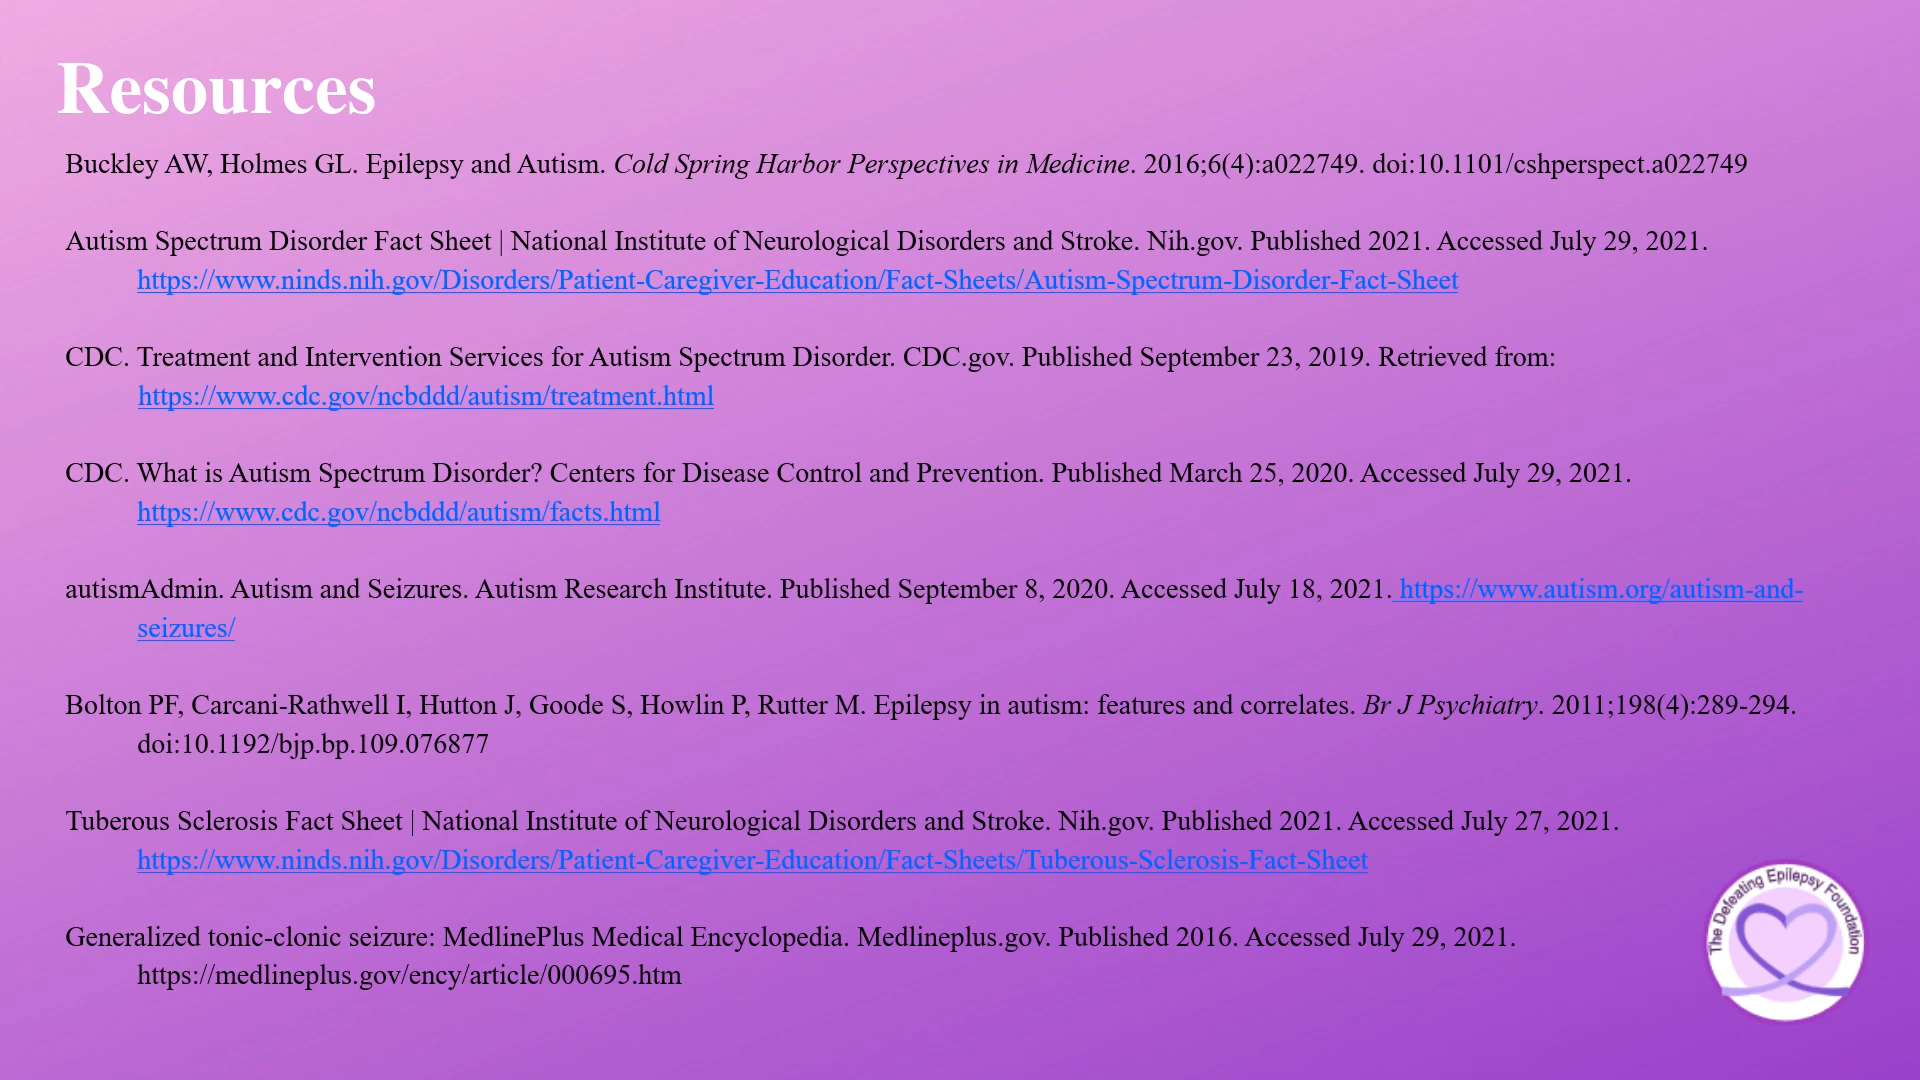 Resources
Buckley AW, Holmes GL. Epilepsy and Autism. Cold Spring Harbor Perspectives in Medicine. 2016;6(4):a022749. doi:10.1101/cshperspect.a022749
Autism Spectrum Disorder Fact Sheet | National Institute of Neurological Disorders and Stroke. Nih.gov. Published 2021. Accessed July 29, 2021.
https://www.ninds.nih.gov/Disorders/Patient-Caregiver-Education/Fact-Sheets/Autism-Spectrum-Disorder-Fact-Sheet
CDC. Treatment and Intervention Services for Autism Spectrum Disorder. CDC.gov. Published September 23, 2019. Retrieved from:
https://www.cdc.gov/ncbddd/autism/treatment.html
CDC. What is Autism Spectrum Disorder? Centers for Disease Control and Prevention. Published March 25, 2020. Accessed July 29, 2021.
https://www.cdc.gov/ncbddd/autism/facts.html
autismAdmin. Autism and Seizures. Autism Research Institute. Published September 8, 2020. Accessed July 18, 2021. https://www.autism.org/autism-and-
seizures/
Bolton PF, Carcani-Rathwell I, Hutton J, Goode S, Howlin P, Rutter M. Epilepsy in autism: features and correlates. Br J Psychiatry. 2011;198(4):289-294.
doi:10.1192/bjp.bp.109.076877
Tuberous Sclerosis Fact Sheet | National Institute of Neurological Disorders and Stroke. Nih.gov. Published 2021. Accessed July 27, 2021.
https://www.ninds.nih.gov/Disorders/Patient-Caregiver-Education/Fact-Sheets/Tuberous-Sclerosis-Fact-Sheet
Generalized tonic-clonic seizure: MedlinePlus Medical Encyclopedia. Medlineplus.gov. Published 2016. Accessed July 29, 2021.
https://medlineplus.gov/ency/article/000695.htm
The Defeating Epilepsy Foundation